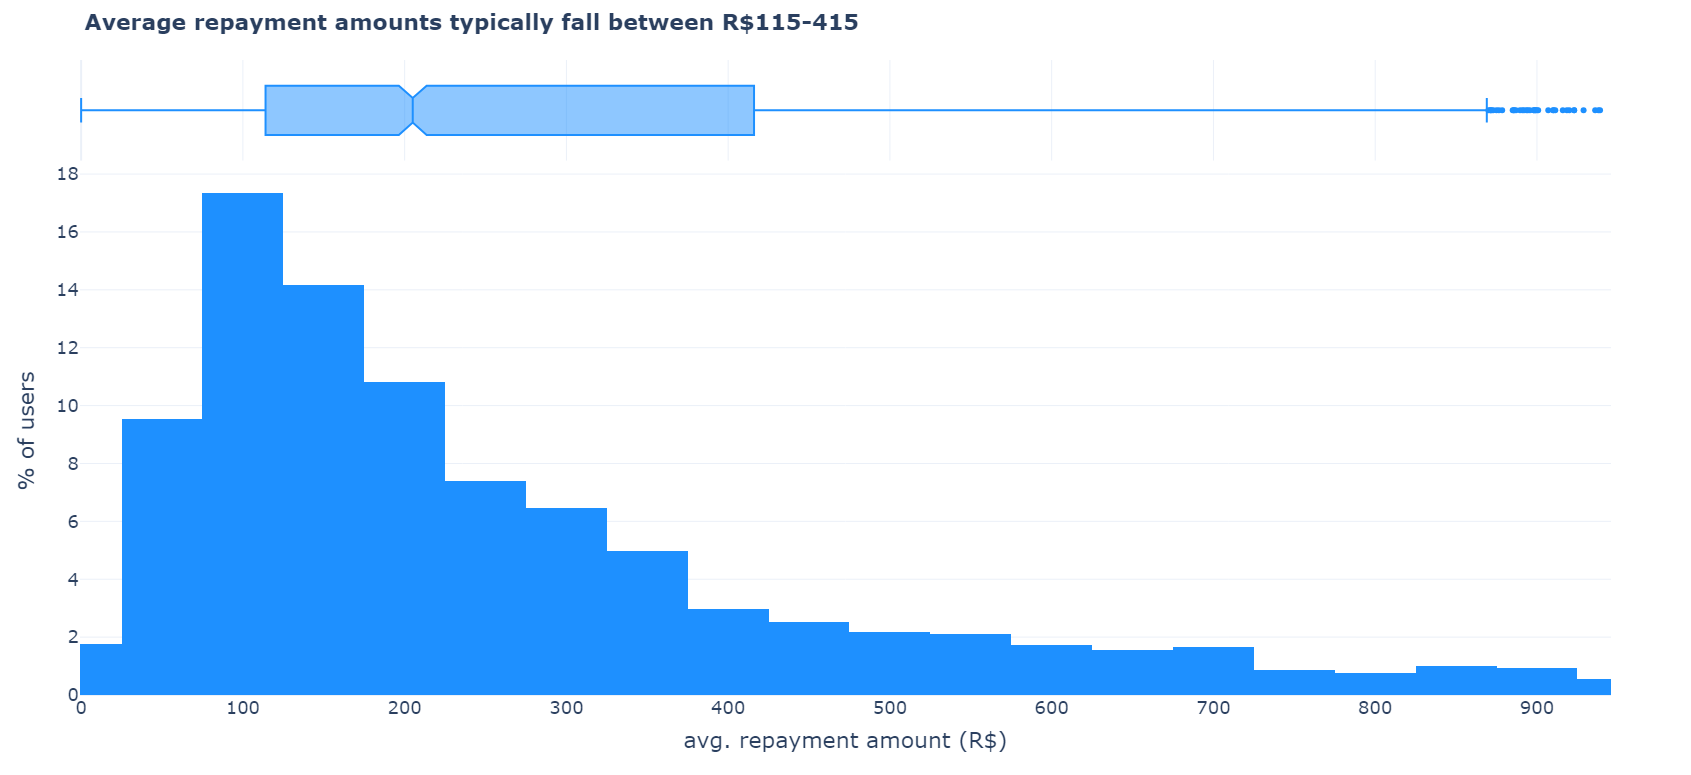 Average repayment amounts typically fall between R$115-415
18
16
14
12
10
8
6
4
2
0
% of users
0 100 200 300 400 500 600 700 800 900
avg. repayment amount (R$)